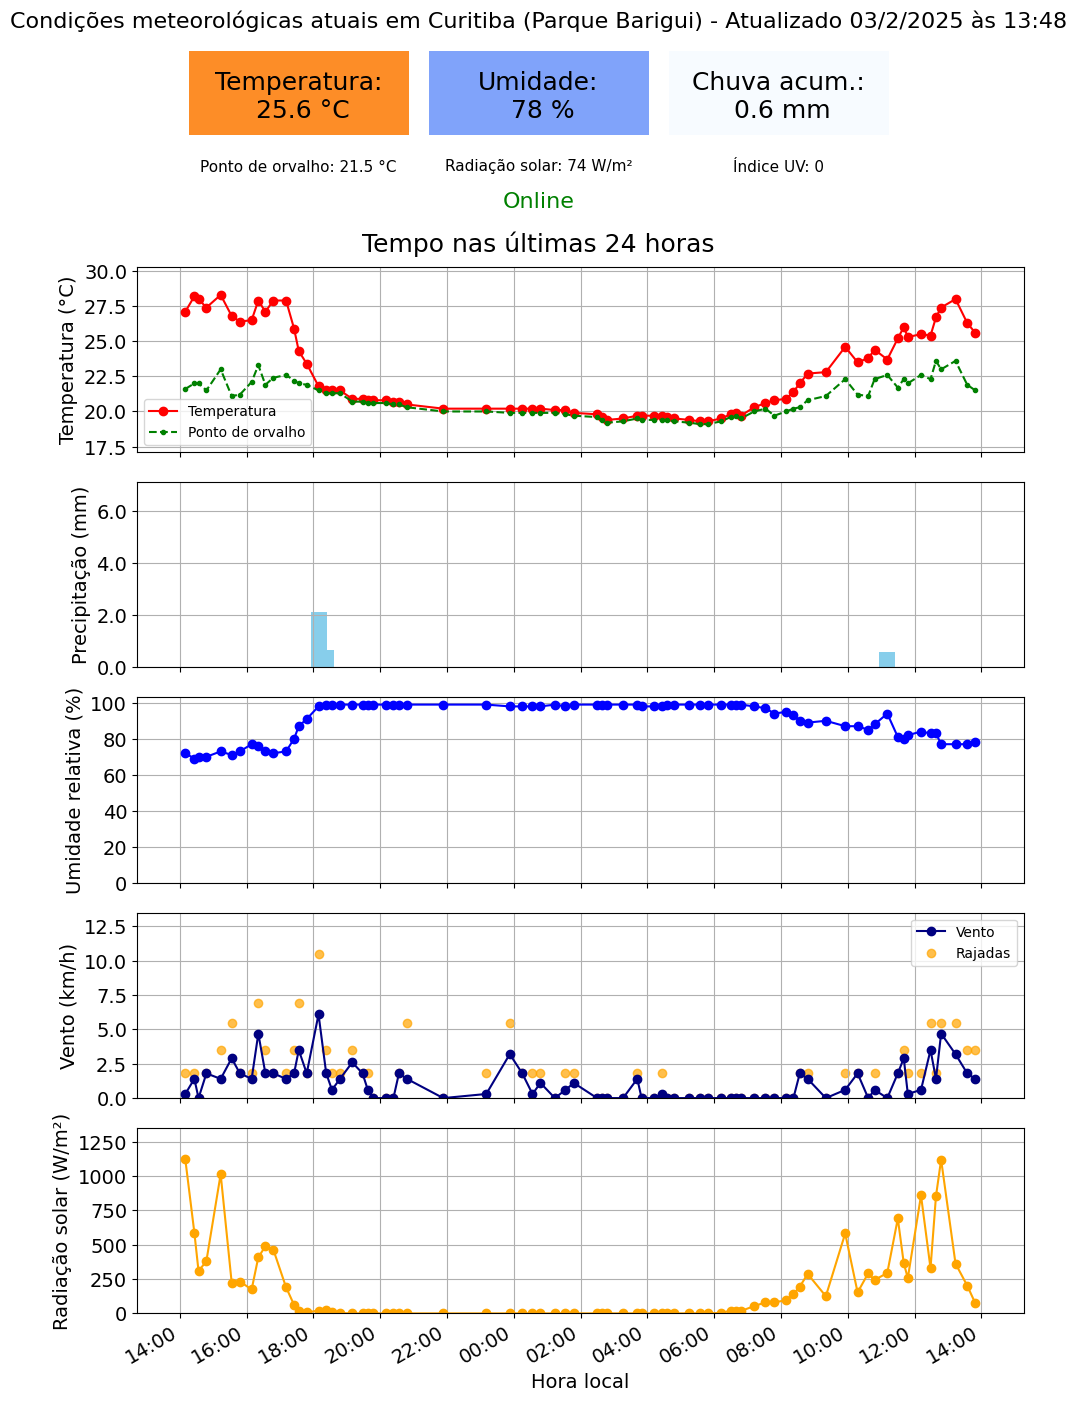 Condições meteorológicas atuais em Curitiba (Parque Barigui) - Atualizado 03/2/2025 às 13:48
Temperatura:
25.6 °C
Umidade:
78 %
Chuva acum.:
0.6 mm
Ponto de orvalho: 21.5 °C
Radiação solar: 74 W/m²
Índice UV: 0
Online
Tempo nas últimas 24 horas
Temperatura (°C)
30.0
27.5
25.0
22.5
20.0
17.5
Temperatura
Ponto de orvalho
Precipitação (mm)
6.0
4.0
2.0
0.0
Umidade relativa (%)
100
80
60
40
20
0
Vento (km/h)
12.5
10.0
7.5
5.0
2.5
0.0
Vento
Rajadas
Radiação solar (W/m²)
1250
1000
750
500
250
0
14:00
16:00
18:00
20:00
22:00
00:00
02:00
04:00
06:00
08:00
10:00
12:00
14:00
Hora local